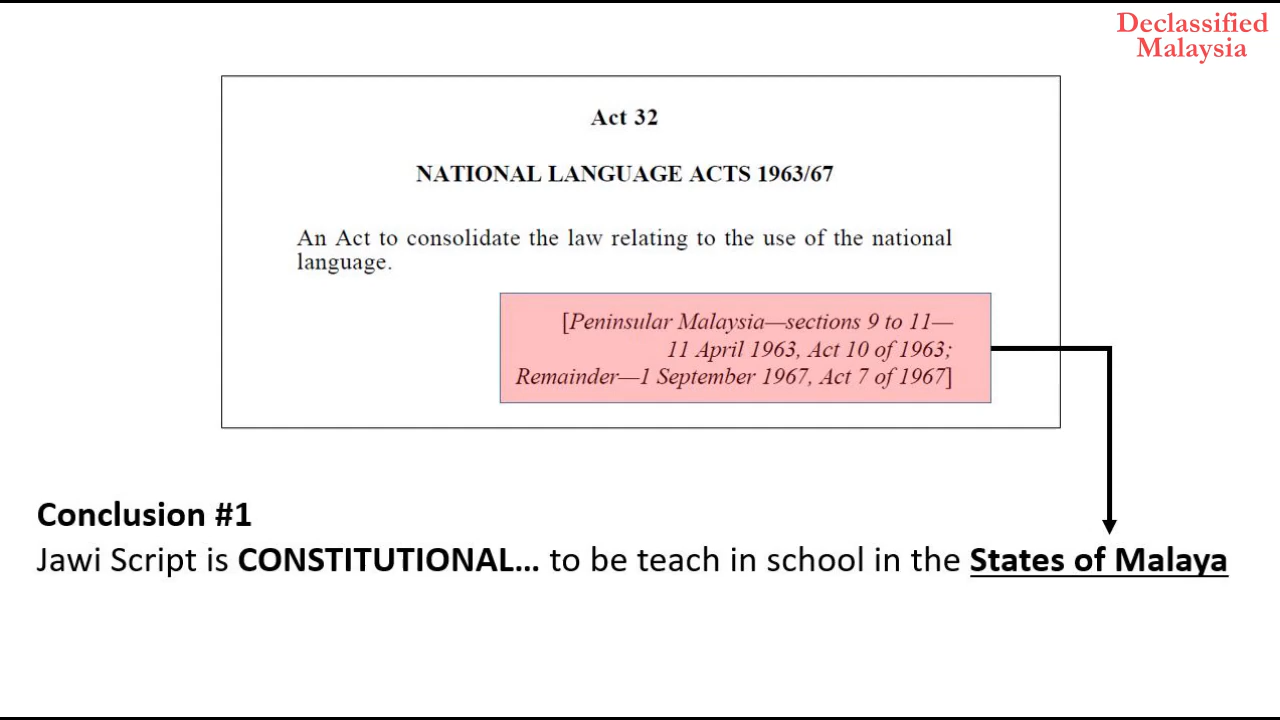 Declassified
Malaysia
Act 32
NATIONAL LANGUAGE ACTS 1963/67
An Act to consolidate the law relating to the use of the national
language.
[Peninsular Malaysia—sections 9 to 11—
11 April 1963, Act 10 of 1963;
Remainder—1 September 1967, Act 7 of 1967]
Conclusion #1
Jawi Script is CONSTITUTIONAL... to be teach in school in the States of Malaya